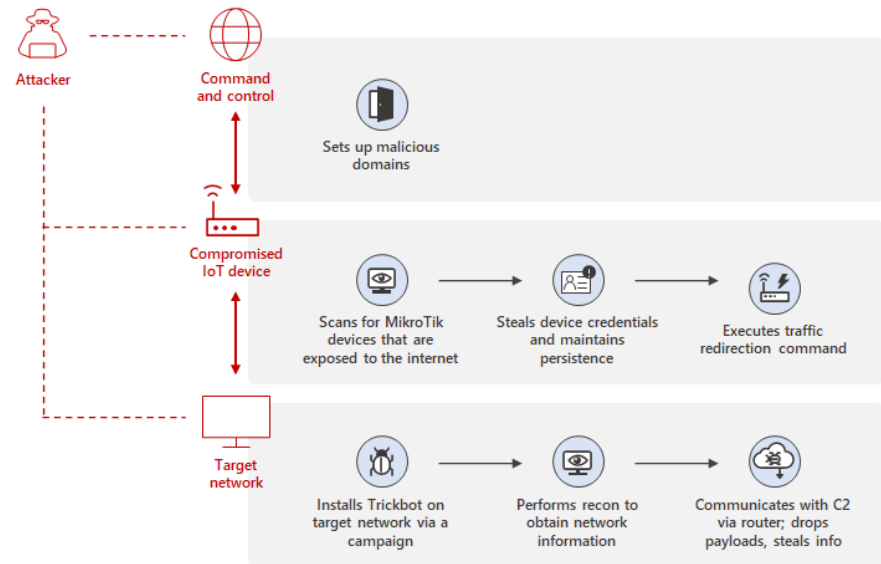 Attacker
Command
and control
Sets up malicious
domains
Compromised
IoT device
Scans for MikroTik
devices that are
exposed to the internet
Steals device credentials
and maintains
persistence
Executes traffic
redirection command
Target
network
Installs Trickbot on
target network via a
campaign
Performs recon to
obtain network
information
Communicates with C2
via router; drops
payloads, steals info